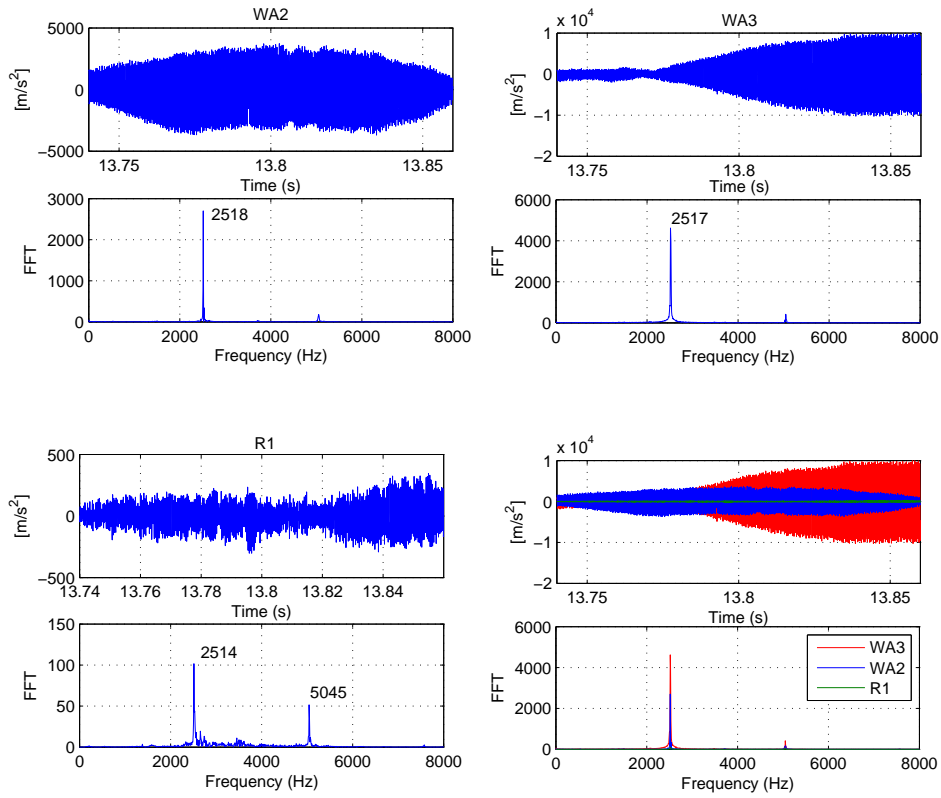 WA2
5000
0
−5000
[m/s²]
13.75 13.8 13.85
Time (s)
3000
2000
1000
0
FFT
2518
0 2000 4000 6000 8000
Frequency (Hz)
WA3
x 10⁴
1
0
−1
−2
[m/s²]
13.75 13.8 13.85
Time (s)
6000
4000
2000
0
FFT
2517
0 2000 4000 6000 8000
Frequency (Hz)
R1
500
0
−500
[m/s²]
13.74 13.76 13.78 13.8 13.82 13.84
Time (s)
150
100
50
0
FFT
2514
5045
0 2000 4000 6000 8000
Frequency (Hz)
x 10⁴
1
0
−1
−2
[m/s²]
13.75 13.8 13.85
Time (s)
6000
4000
2000
0
FFT
WA3
WA2
R1
0 2000 4000 6000 8000
Frequency (Hz)